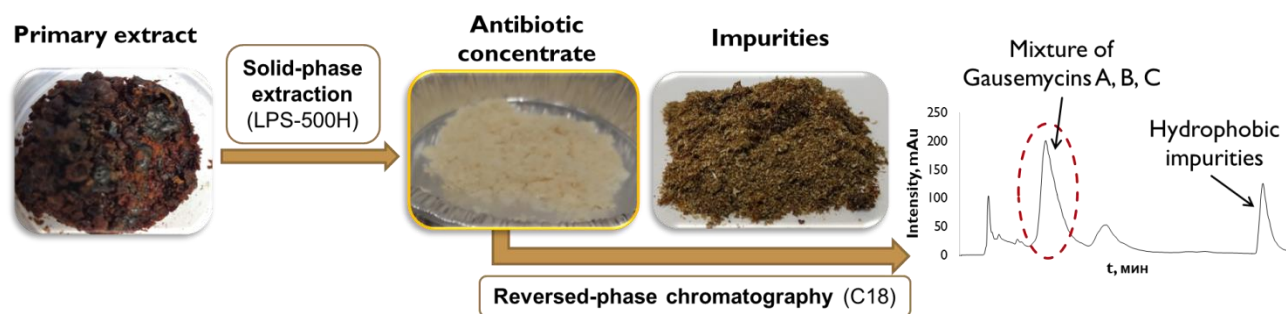 Primary extract
Solid-phase
extraction
(LPS-500H)
Antibiotic
concentrate
Impurities
Reversed-phase chromatography (C18)
Mixture of
Gausemycins A, B, C
Hydrophobic
impurities
Intensity, mAu
250
200
150
100
50
0
t, мин